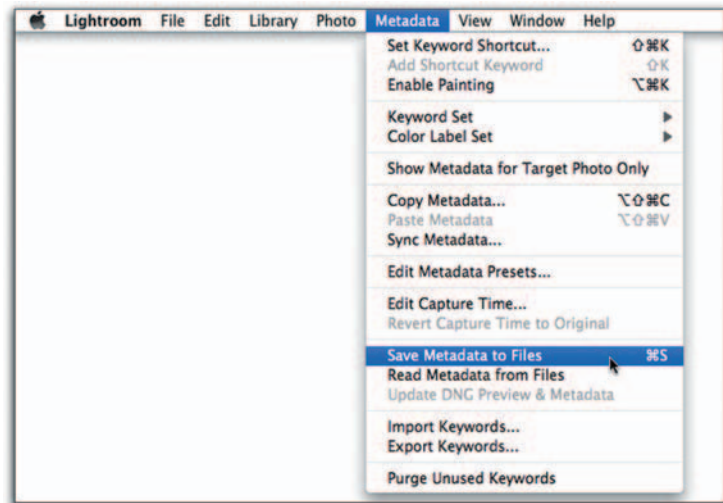 Lightroom File Edit Library Photo Metadata View Window Help
Set Keyword Shortcut... ⇧⌘K
Add Shortcut Keyword ⇧K
Enable Painting ⌥⌘K
Keyword Set ▶
Color Label Set ▶
Show Metadata for Target Photo Only
Copy Metadata... ⌥⇧⌘C
Paste Metadata ⌥⇧⌘V
Sync Metadata...
Edit Metadata Presets...
Edit Capture Time...
Revert Capture Time to Original
Save Metadata to Files ⌘S
Read Metadata from Files
Update DNG Preview & Metadata
Import Keywords...
Export Keywords...
Purge Unused Keywords